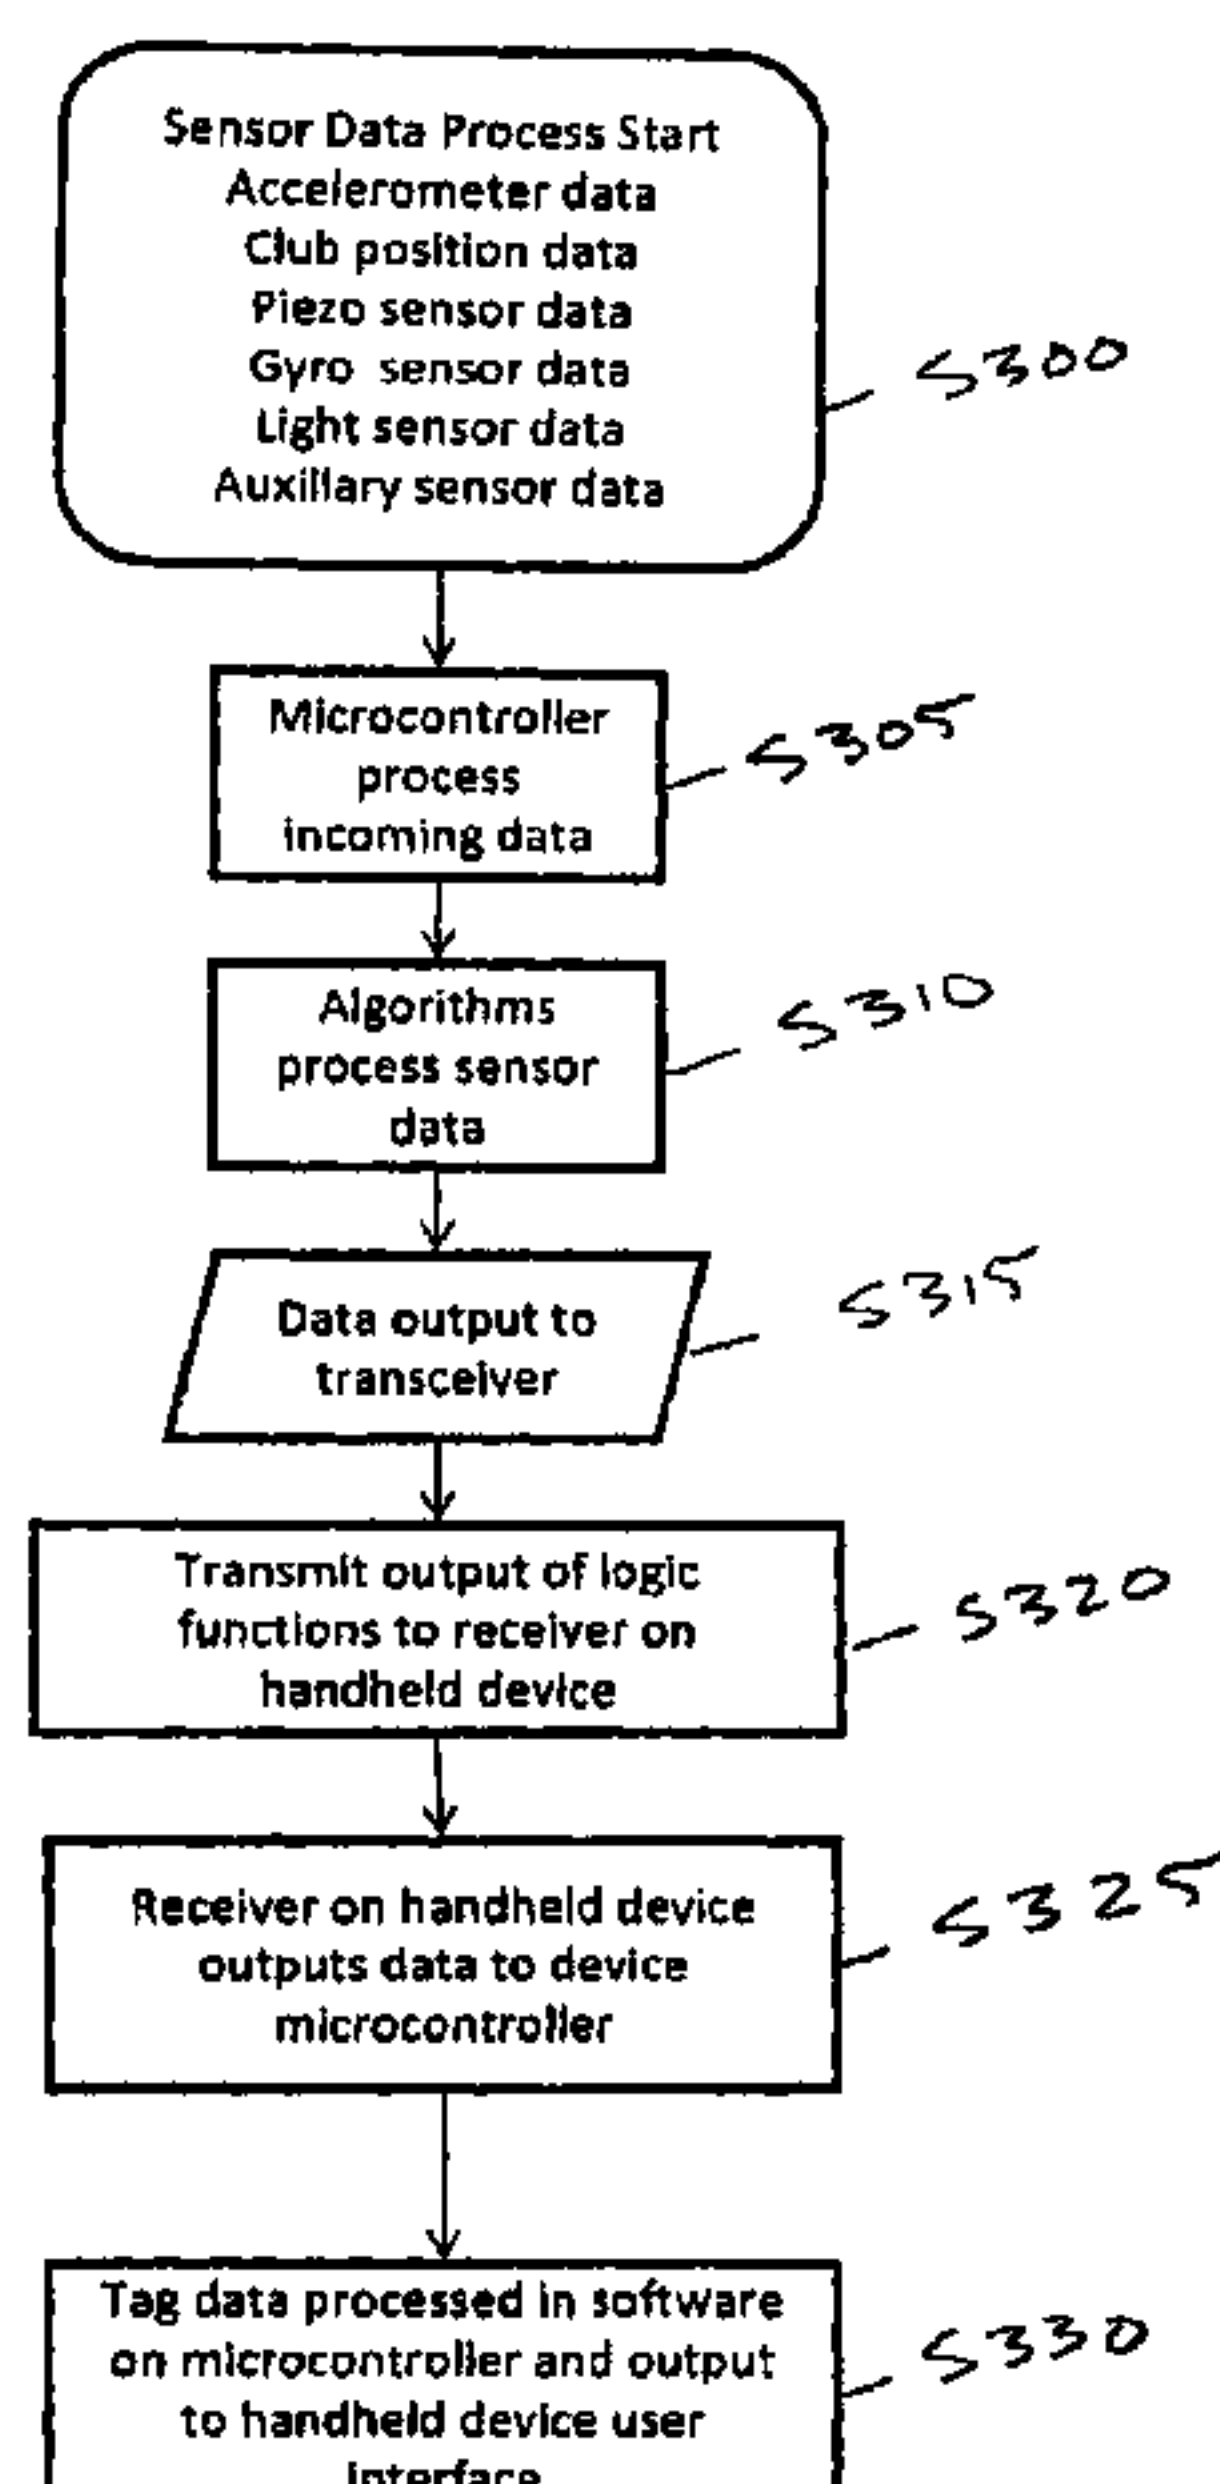 Sensor Data Process Start
Accelerometer data
Club position data
Piezo sensor data
Gyro sensor data
Light sensor data
Auxillary sensor data
S300
Microcontroller
process
incoming data
S305
Algorithms
process sensor
data
S310
Data output to
transceiver
S315
Transmit output of logic
functions to receiver on
handheld device
S320
Receiver on handheld device
outputs data to device
microcontroller
S325
Tag data processed in software
on microcontroller and output
to handheld device user
interface
S330